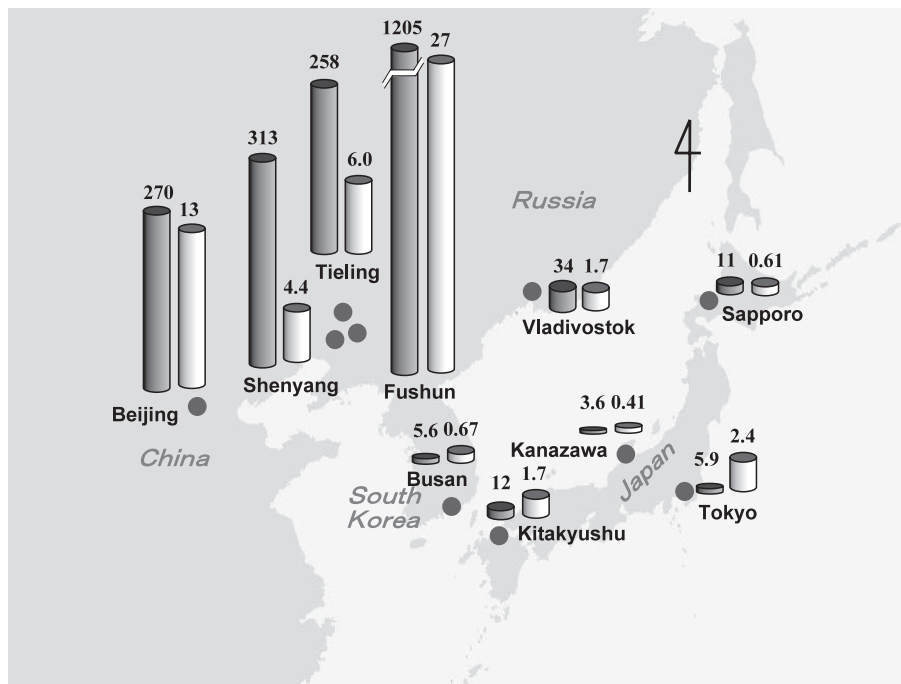 1205
27
258
313
6.0
270
13
Russia
Tieling
4.4
34
1.7
11
0.61
Sapporo
Vladivostok
Shenyang
Fushun
Beijing
3.6
0.41
5.6
0.67
Kanazawa
2.4
5.9
China
Busan
Japan
12
1.7
South
Korea
Tokyo
Kitakyushu